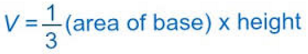 V = 1/3 (area of base) x height